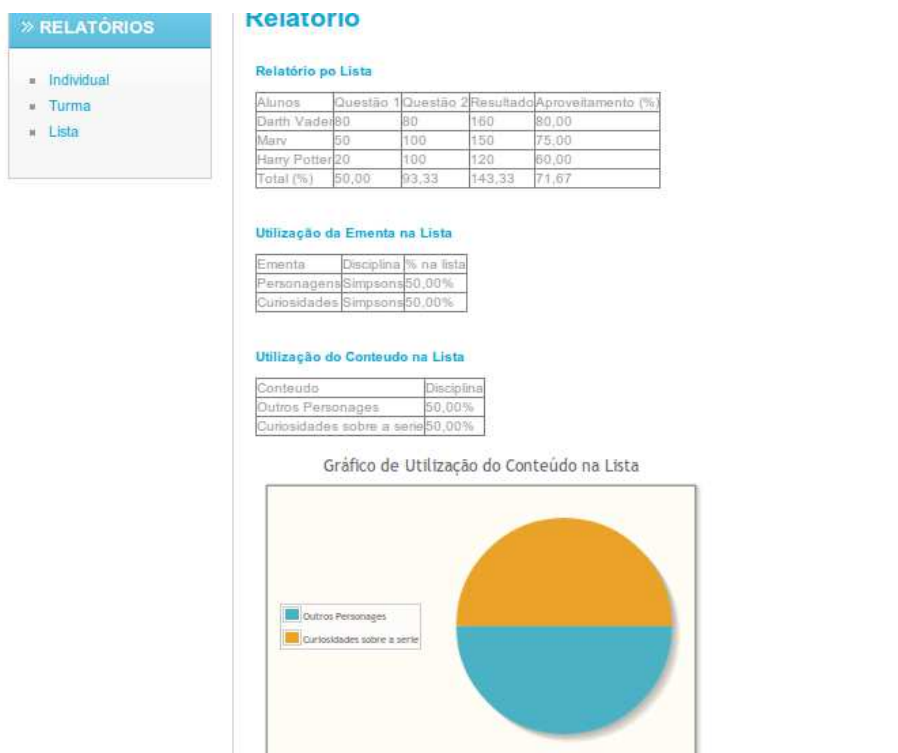 » RELATÓRIOS
Individual
Turma
Lista
Relatório
Relatório po Lista
Alunos Questão 1 Questão 2 Resultado Aproveitamento (%)
Darth Vader 80 80 160 80,00
Marv 50 100 150 75,00
Harry Potter 20 100 120 60,00
Total (%) 50,00 93,33 143,33 71,67
Utilização da Ementa na Lista
Ementa Disciplina % na lista
Personagens Simpsons 50,00%
Curiosidades Simpsons 50,00%
Utilização do Conteudo na Lista
Conteudo Disciplina
Outros Personages 50,00%
Curiosidades sobre a serie 50,00%
Gráfico de Utilização do Conteúdo na Lista
Outros Personages
Curiosidades sobre a serie